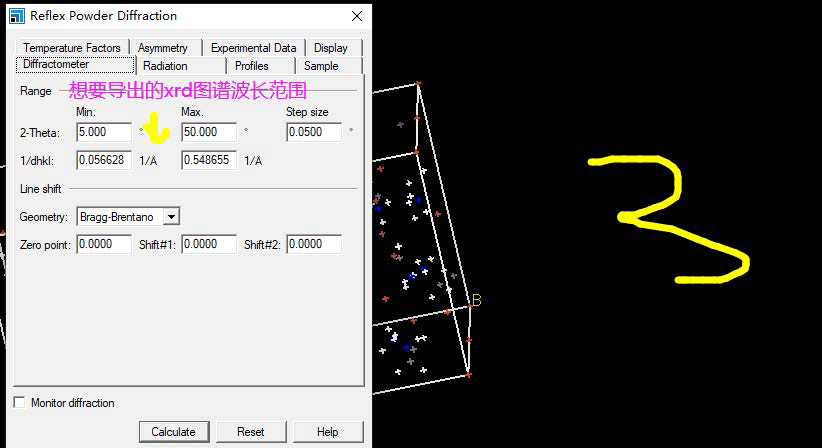 Reflex Powder Diffraction
Temperature Factors Asymmetry Experimental Data Display
Diffractometer Radiation Profiles Sample
Range 想要导出的xrd图谱波长范围
Min. Max. Step size
2-Theta: 5.000 ° 50.000 ° 0.0500 °
1/dhkl: 0.056628 1/A 0.548655 1/A
Line shift
Geometry: Bragg-Brentano
Zero point: 0.0000 Shift#1: 0.0000 Shift#2: 0.0000
Monitor diffraction
Calculate Reset Help
B
3